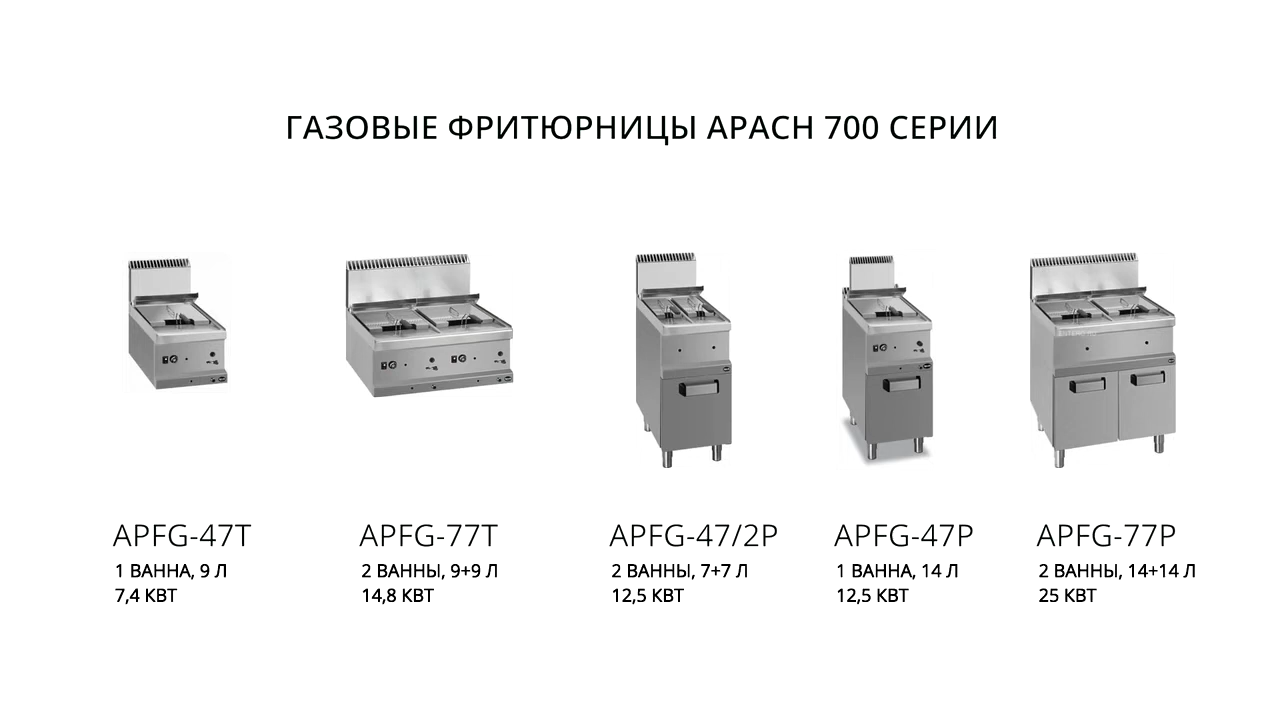 ГАЗОВЫЕ ФРИТЮРНИЦЫ APACH 700 СЕРИИ
APFG-47T
1 ВАННА, 9 Л
7,4 КВТ
APFG-77T
2 ВАННЫ, 9+9 Л
14,8 КВТ
APFG-47/2P
2 ВАННЫ, 7+7 Л
12,5 КВТ
APFG-47P
1 ВАННА, 14 Л
12,5 КВТ
APFG-77P
2 ВАННЫ, 14+14 Л
25 КВТ